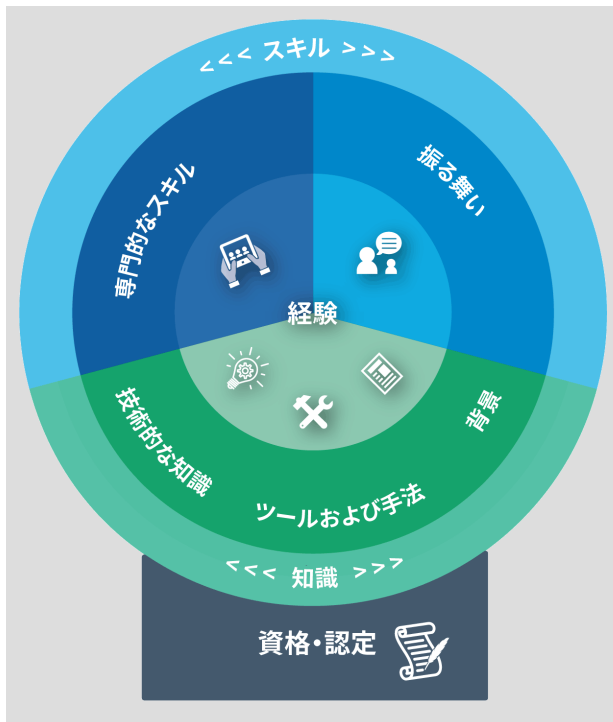 <<< スキル >>>
専門的なスキル
振る舞い
経験
技術的な知識
ツールおよび手法
背景
<<< 知識 >>>
資格・認定